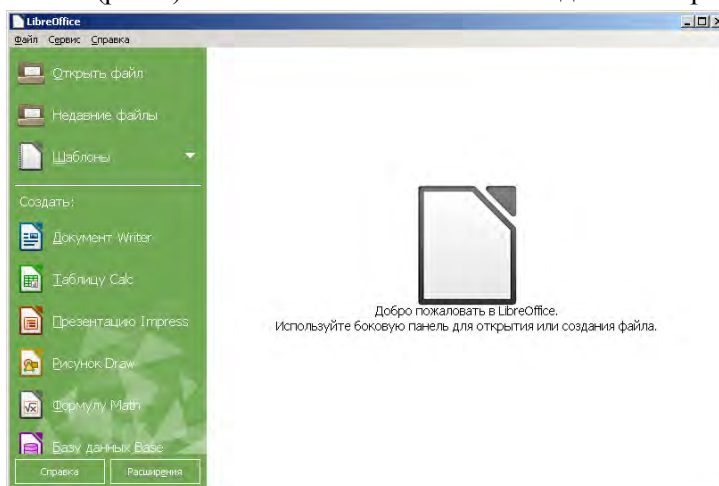 LibreOffice
Файл Сервис Справка
Открыть файл
Недавние файлы
Шаблоны
Создать:
Документ Writer
Таблицу Calc
Презентацию Impress
Рисунок Draw
Формулу Math
Базу данных Base
Справка Расширения
Добро пожаловать в LibreOffice.
Используйте боковую панель для открытия или создания файла.